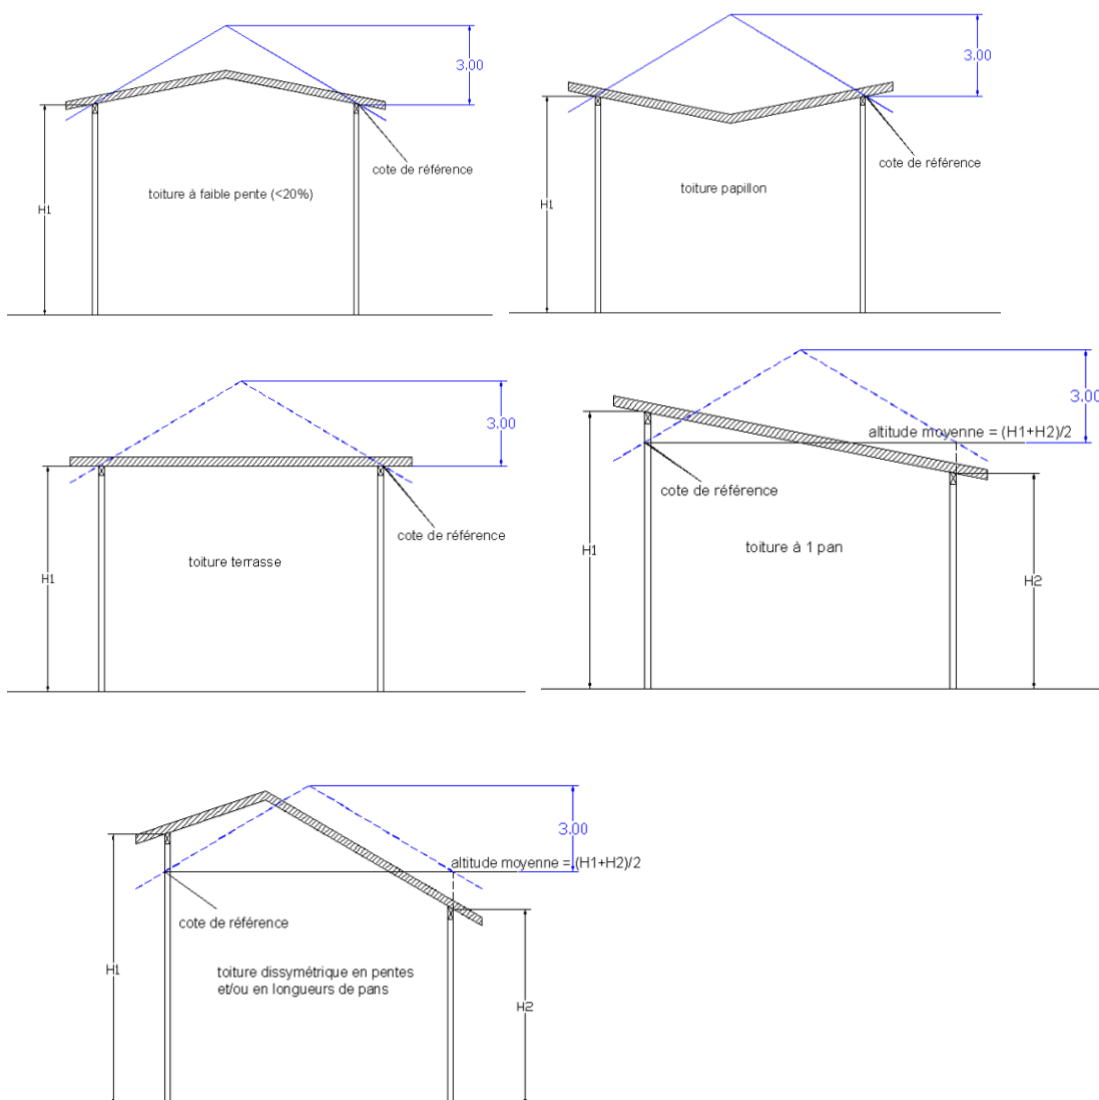 3.00
cote de référence
toiture à faible pente (<20%)
H1
3.00
cote de référence
toiture papillon
H1
3.00
cote de référence
toiture terrasse
H1
3.00
altitude moyenne = (H1+H2)/2
cote de référence
toiture à 1 pan
H1
H2
3.00
altitude moyenne = (H1+H2)/2
cote de référence
toiture dissymétrique en pentes
et/ou en longueurs de pans
H1
H2